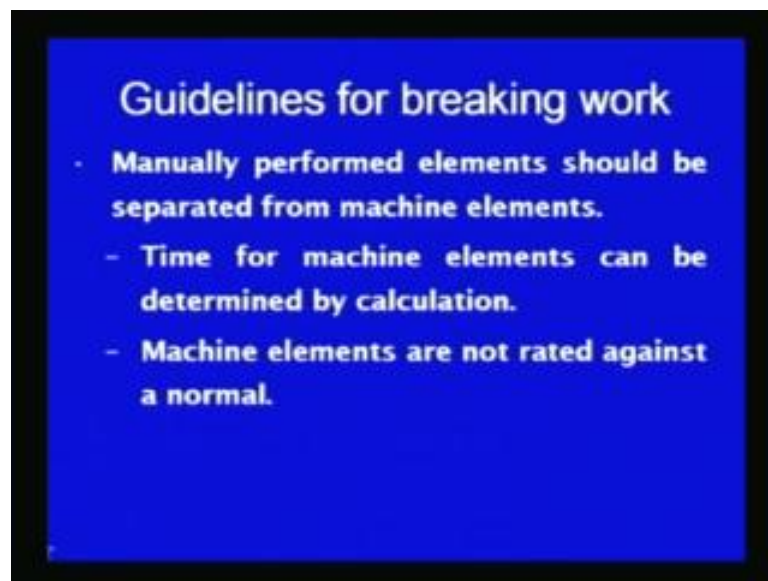 Guidelines for breaking work
· Manually performed elements should be
separated from machine elements.
– Time for machine elements can be
determined by calculation.
– Machine elements are not rated against
a normal.